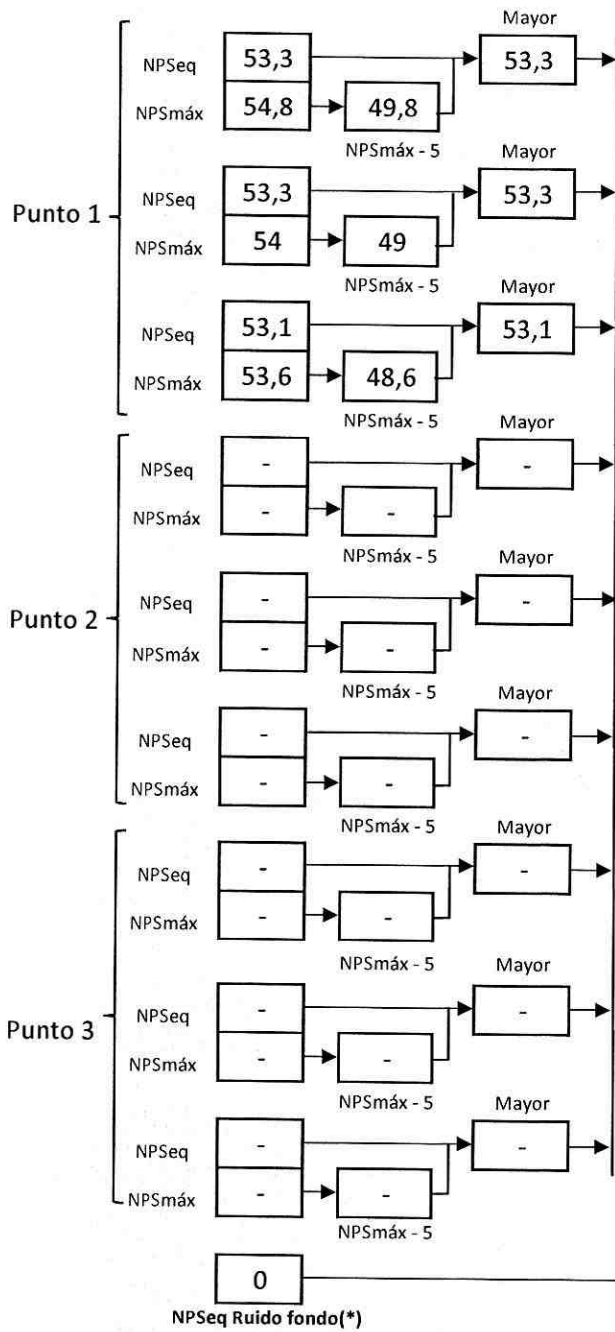 Mayor
NPSeq 53,3 53,3
NPSmáx 54,8 49,8
NPSmáx - 5
Mayor
NPSeq 53,3 53,3
Punto 1
NPSmáx 54 49
NPSmáx - 5
Mayor
NPSeq 53,1 53,1
NPSmáx 53,6 48,6
NPSmáx - 5
Mayor
NPSeq - -
NPSmáx - -
NPSmáx - 5
Mayor
NPSeq - -
Punto 2
NPSmáx - -
NPSmáx - 5
Mayor
NPSeq - -
NPSmáx - -
NPSmáx - 5
Mayor
NPSeq - -
NPSmáx - -
NPSmáx - 5
Mayor
NPSeq - -
Punto 3
NPSmáx - -
NPSmáx - 5
Mayor
NPSeq - -
NPSmáx - -
NPSmáx - 5
0
NPSeq Ruido fondo(*)